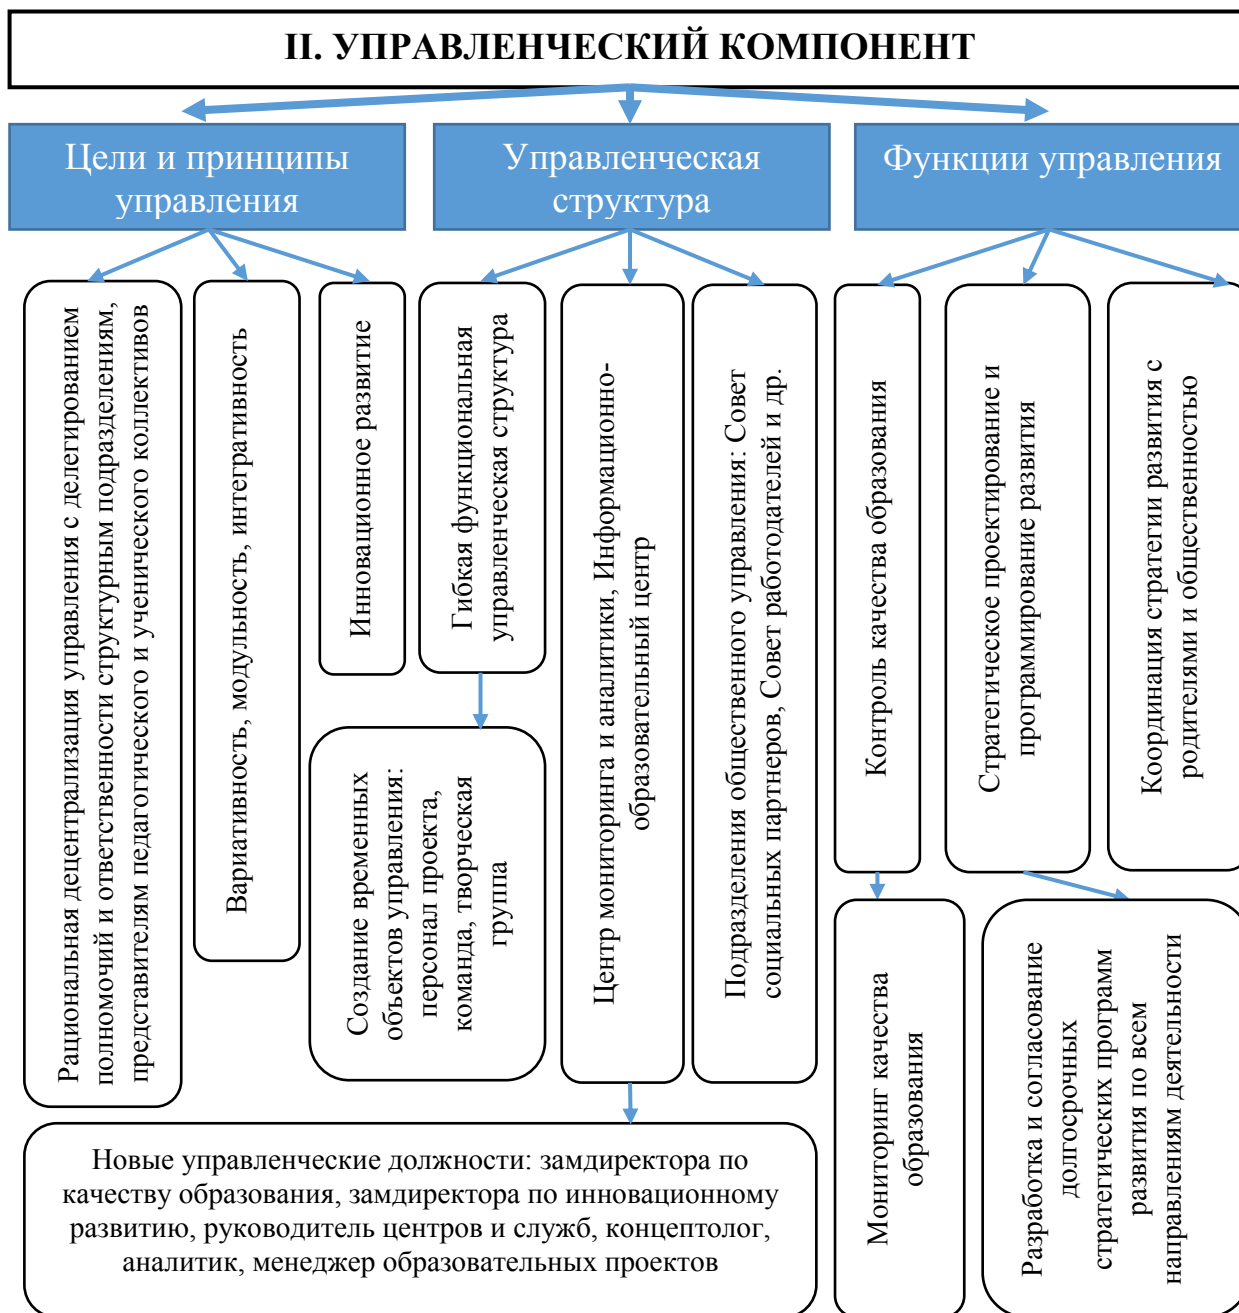 II. УПРАВЛЕНЧЕСКИЙ КОМПОНЕНТ
Цели и принципы
управления
Управленческая
структура
Функции управления
Рациональная децентрализация управления с делегированием
полномочий и ответственности структурным подразделениям,
представителям педагогического и ученического коллективов
Вариативность, модульность, интегративность
Инновационное развитие
Гибкая функциональная
управленческая структура
Создание временных
объектов управления:
персонал проекта,
команда, творческая
группа
Центр мониторинга и аналитики, Информационно-
образовательный центр
Подразделения общественного управления: Совет
социальных партнеров, Совет работодателей и др.
Контроль качества образования
Стратегическое проектирование и
программирование развития
Координация стратегии развития с
родителями и общественностью
Новые управленческие должности: замдиректора по
качеству образования, замдиректора по инновационному
развитию, руководитель центров и служб, концептолог,
аналитик, менеджер образовательных проектов
Мониторинг качества
образования
Разработка и согласование
долгосрочных
стратегических программ
развития по всем
направлениям деятельности